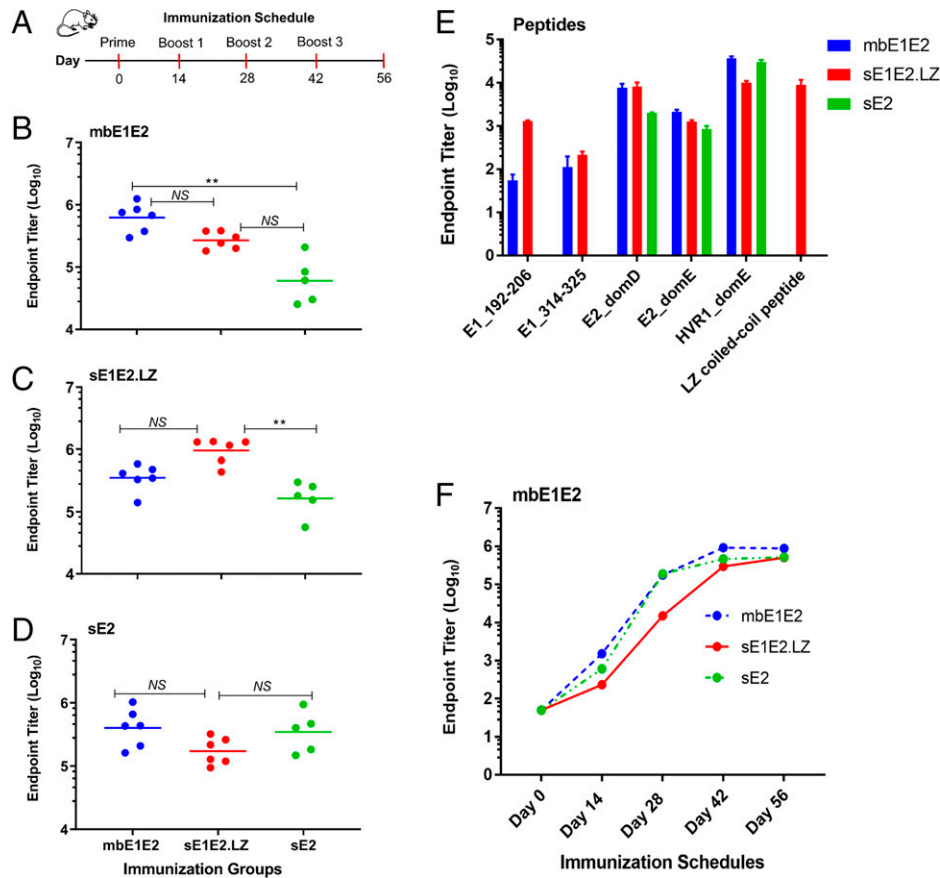 A
Immunization Schedule
Prime Boost 1 Boost 2 Boost 3
Day
0 14 28 42 56
B
mbE1E2
Endpoint Titer (Log10)
7
6
5
4
**
NS
NS
C
sE1E2.LZ
Endpoint Titer (Log10)
7
6
5
4
NS
**
D
sE2
Endpoint Titer (Log10)
7
6
5
4
NS
NS
mbE1E2 sE1E2.LZ sE2
Immunization Groups
E
Peptides
Endpoint Titer (Log10)
5
4
3
2
1
0
mbE1E2
sE1E2.LZ
sE2
E1_192-206
E1_314-325
E2_domD
E2_domE
HVR1_domE
LZ coiled-coil peptide
F
mbE1E2
Endpoint Titer (Log10)
8
7
6
5
4
3
2
1
0
mbE1E2
sE1E2.LZ
sE2
Day 0
Day 14
Day 28
Day 42
Day 56
Immunization Schedules